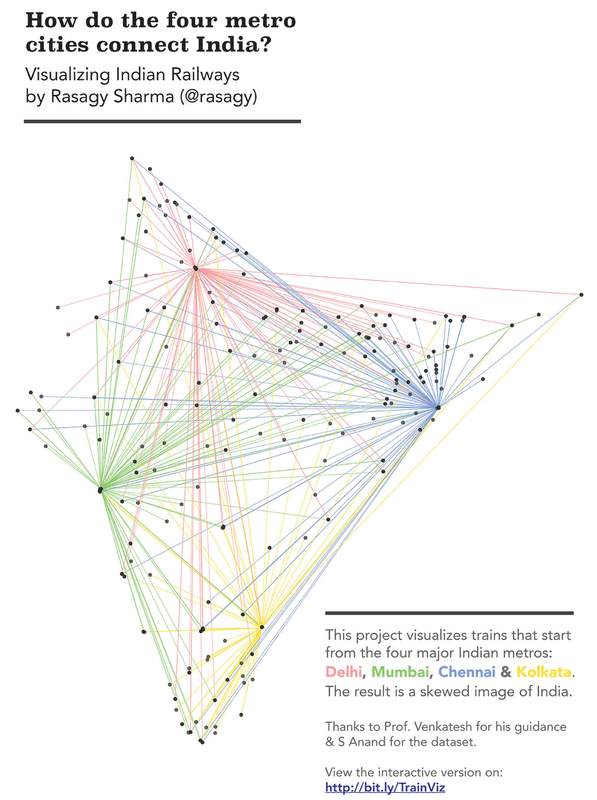 How do the four metro
cities connect India?
Visualizing Indian Railways
by Rasagy Sharma (@rasagy)
This project visualizes trains that start
from the four major Indian metros:
Delhi, Mumbai, Chennai & Kolkata.
The result is a skewed image of India.
Thanks to Prof. Venkatesh for his guidance
& S Anand for the dataset.
View the interactive version on:
http://bit.ly/TrainViz